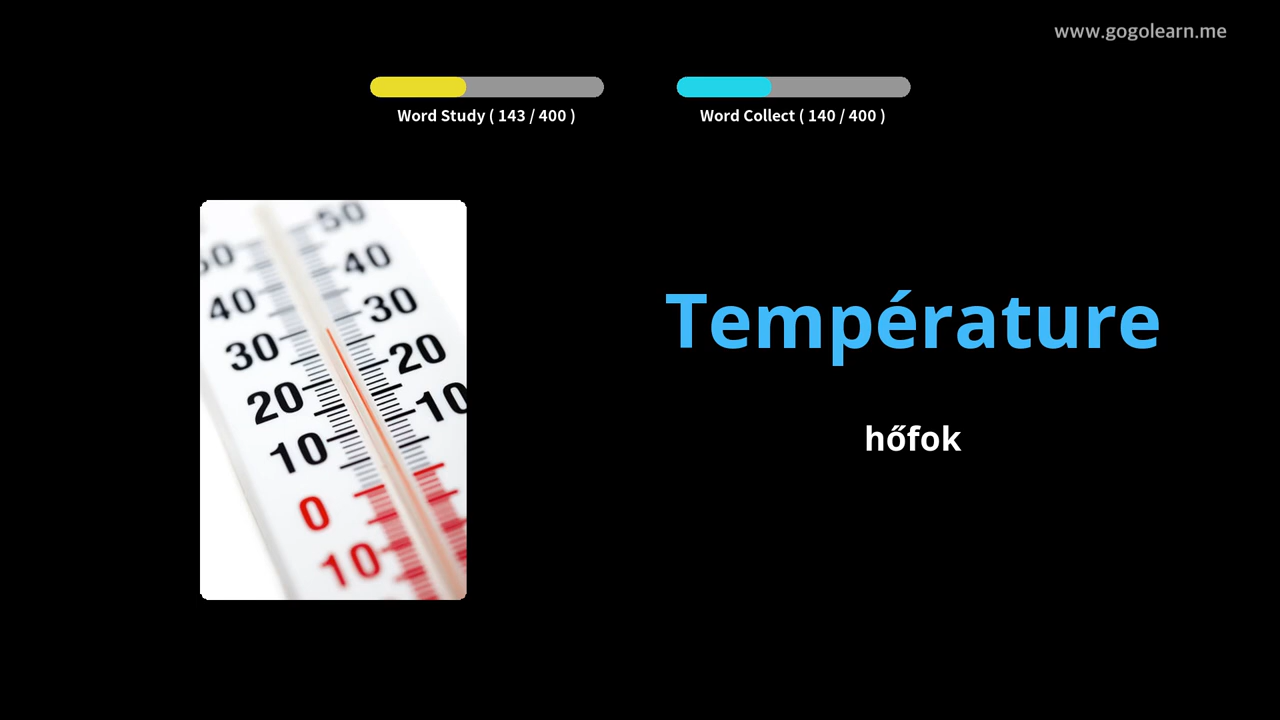 www.gogolearn.me
Word Study ( 143 / 400 )
Word Collect ( 140 / 400 )
50
40
40
30
30
20
20
10
10
0
10
Température
hőfok